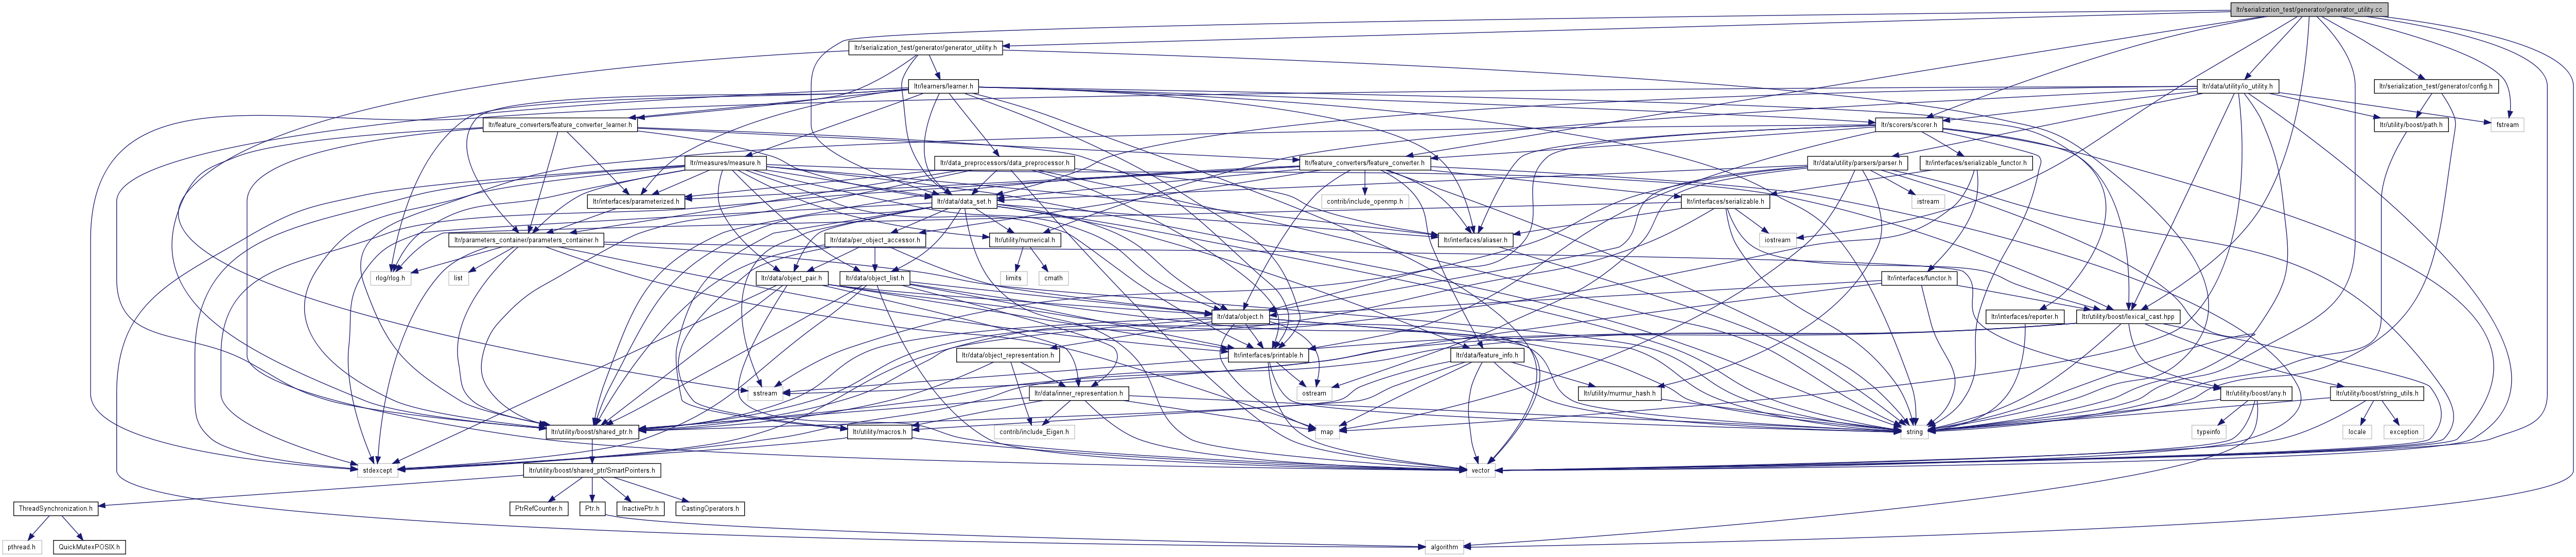 ltr/serialization_test/generator/generator_utility.cc
ltr/serialization_test/generator/generator_utility.h
ltr/learners/learner.h
ltr/data/utility/io_utility.h
ltr/serialization_test/generator/config.h
ltr/feature_converters/feature_converter_learner.h
ltr/scorers/scorer.h
ltr/utility/boost/path.h
fstream
ltr/measures/measure.h
ltr/data_preprocessors/data_preprocessor.h
ltr/feature_converters/feature_converter.h
ltr/data/utility/parsers/parser.h
ltr/interfaces/serializable_functor.h
ltr/interfaces/parameterized.h
ltr/data/data_set.h
contrib/include_openmp.h
ltr/interfaces/serializable.h
istream
ltr/parameters_container/parameters_container.h
ltr/data/per_object_accessor.h
ltr/utility/numerical.h
ltr/interfaces/aliaser.h
iostream
rlog/rlog.h
list
ltr/data/object_pair.h
ltr/data/object_list.h
limits
cmath
ltr/interfaces/functor.h
ltr/data/object.h
ltr/interfaces/reporter.h
ltr/utility/boost/lexical_cast.hpp
ltr/data/object_representation.h
ltr/interfaces/printable.h
ltr/data/feature_info.h
sstream
ltr/data/inner_representation.h
ostream
ltr/utility/murmur_hash.h
ltr/utility/boost/any.h
ltr/utility/boost/string_utils.h
ltr/utility/boost/shared_ptr.h
ltr/utility/macros.h
contrib/include_Eigen.h
map
string
typeinfo
locale
exception
stdexcept
ltr/utility/boost/shared_ptr/SmartPointers.h
vector
ThreadSynchronization.h
PtrRefCounter.h
Ptr.h
InactivePtr.h
CastingOperators.h
pthread.h
QuickMutexPOSIX.h
algorithm